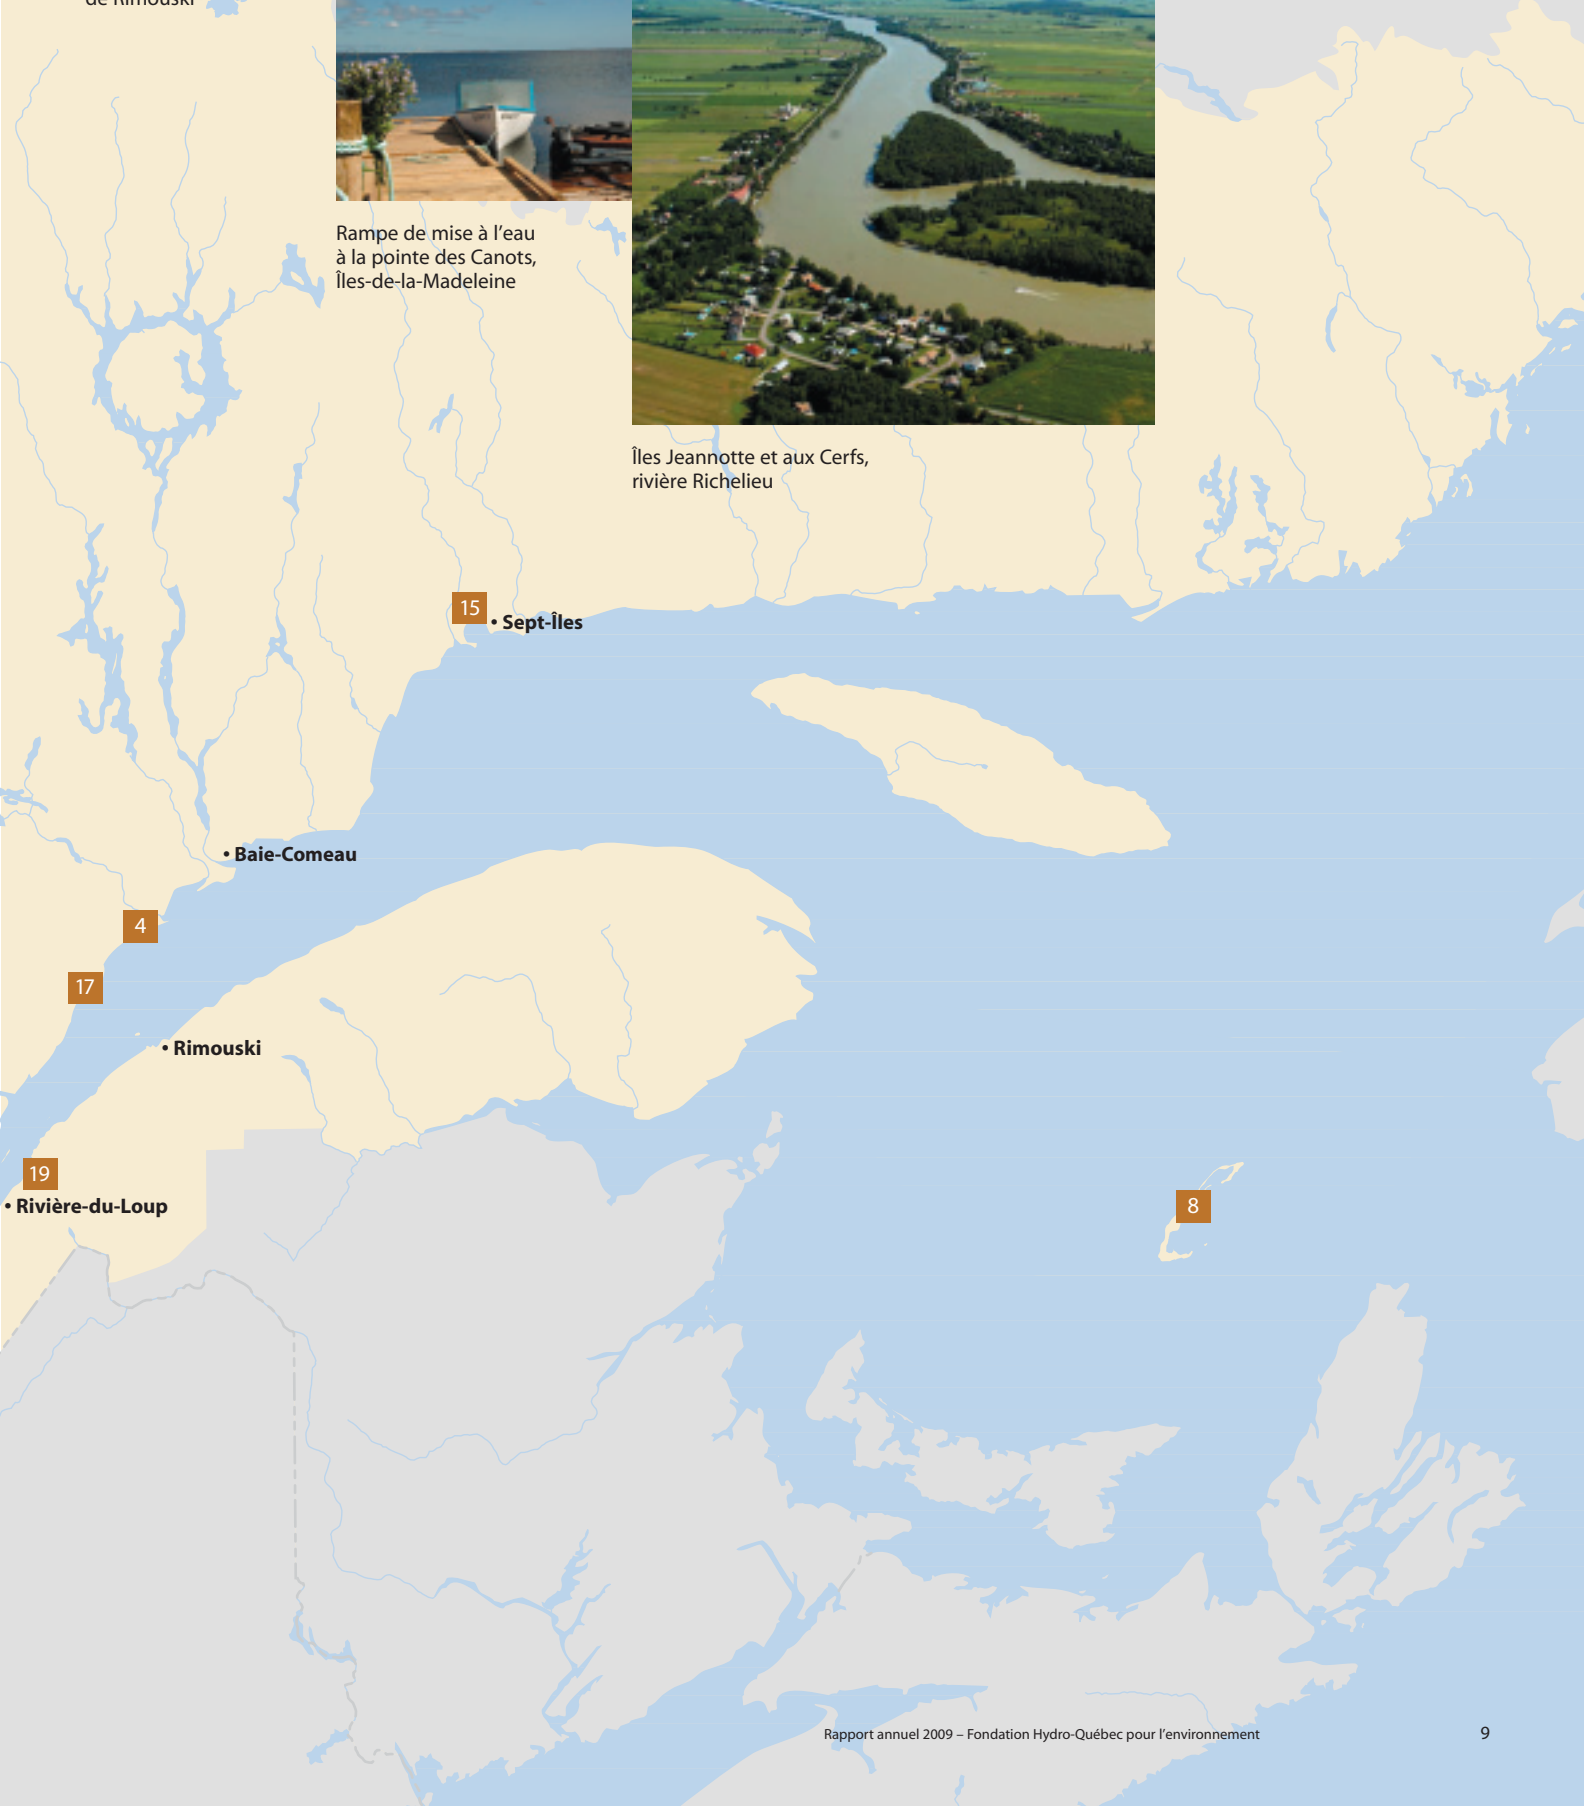 de Rimouski
Rampe de mise à l'eau
à la pointe des Canots,
Îles-de-la-Madeleine
Îles Jeannotte et aux Cerfs,
rivière Richelieu
15
• Sept-Îles
• Baie-Comeau
4
17
• Rimouski
19
• Rivière-du-Loup
8
Rapport annuel 2009 – Fondation Hydro-Québec pour l'environnement
9